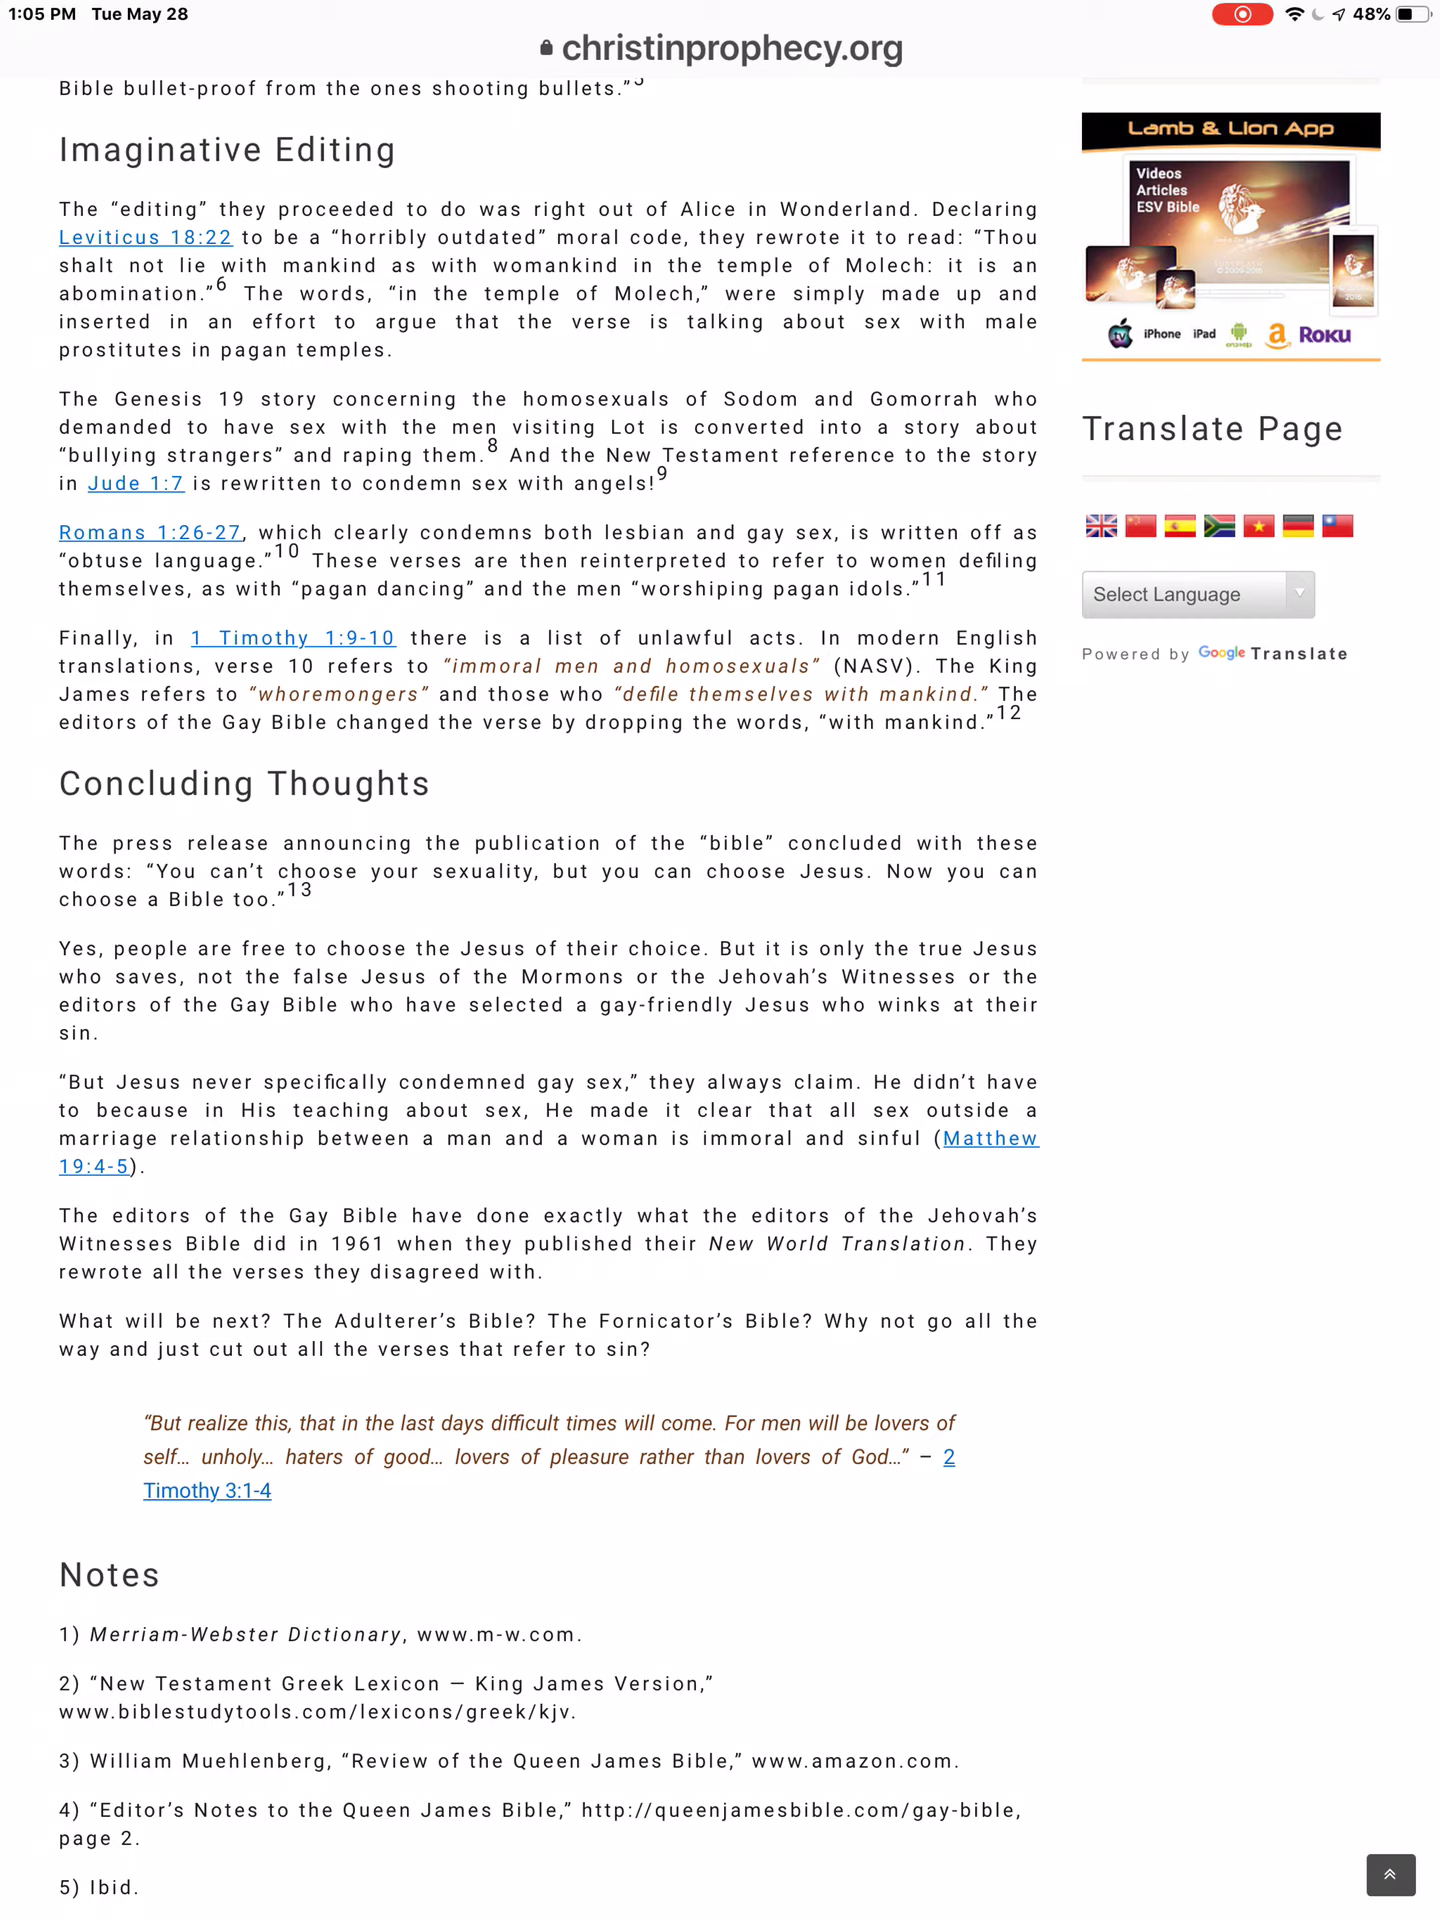 1:05 PM Tue May 28
48%
christinprophecy.org
Bible bullet-proof from the ones shooting bullets.”5
Imaginative Editing
The “editing” they proceeded to do was right out of Alice in Wonderland. Declaring
Leviticus 18:22 to be a “horribly outdated” moral code, they rewrote it to read: “Thou
shalt not lie with mankind as with womankind in the temple of Molech: it is an
abomination.”6 The words, “in the temple of Molech,” were simply made up and
inserted in an effort to argue that the verse is talking about sex with male
prostitutes in pagan temples.
The Genesis 19 story concerning the homosexuals of Sodom and Gomorrah who
demanded to have sex with the men visiting Lot is converted into a story about
“bullying strangers” and raping them.8 And the New Testament reference to the story
in Jude 1:7 is rewritten to condemn sex with angels!9
Romans 1:26-27, which clearly condemns both lesbian and gay sex, is written off as
“obtuse language.”10 These verses are then reinterpreted to refer to women defiling
themselves, as with “pagan dancing” and the men “worshiping pagan idols.”11
Finally, in 1 Timothy 1:9-10 there is a list of unlawful acts. In modern English
translations, verse 10 refers to “immoral men and homosexuals” (NASV). The King
James refers to “whoremongers” and those who “defile themselves with mankind.” The
editors of the Gay Bible changed the verse by dropping the words, “with mankind.”12
Concluding Thoughts
The press release announcing the publication of the “bible” concluded with these
words: “You can’t choose your sexuality, but you can choose Jesus. Now you can
choose a Bible too.”13
Yes, people are free to choose the Jesus of their choice. But it is only the true Jesus
who saves, not the false Jesus of the Mormons or the Jehovah’s Witnesses or the
editors of the Gay Bible who have selected a gay-friendly Jesus who winks at their
sin.
“But Jesus never specifically condemned gay sex,” they always claim. He didn’t have
to because in His teaching about sex, He made it clear that all sex outside a
marriage relationship between a man and a woman is immoral and sinful (Matthew
19:4-5).
The editors of the Gay Bible have done exactly what the editors of the Jehovah’s
Witnesses Bible did in 1961 when they published their New World Translation. They
rewrote all the verses they disagreed with.
What will be next? The Adulterer’s Bible? The Fornicator’s Bible? Why not go all the
way and just cut out all the verses that refer to sin?
“But realize this, that in the last days difficult times will come. For men will be lovers of
self… unholy… haters of good… lovers of pleasure rather than lovers of God…” – 2
Timothy 3:1-4
Notes
1) Merriam-Webster Dictionary, www.m-w.com.
2) “New Testament Greek Lexicon — King James Version,”
www.biblestudytools.com/lexicons/greek/kjv.
3) William Muehlenberg, “Review of the Queen James Bible,” www.amazon.com.
4) “Editor’s Notes to the Queen James Bible,” http://queenjamesbible.com/gay-bible,
page 2.
5) Ibid.
Lamb & Lion App
Videos
Articles
ESV Bible
tv iPhone iPad android a Roku
Translate Page
Select Language
Powered by Google Translate